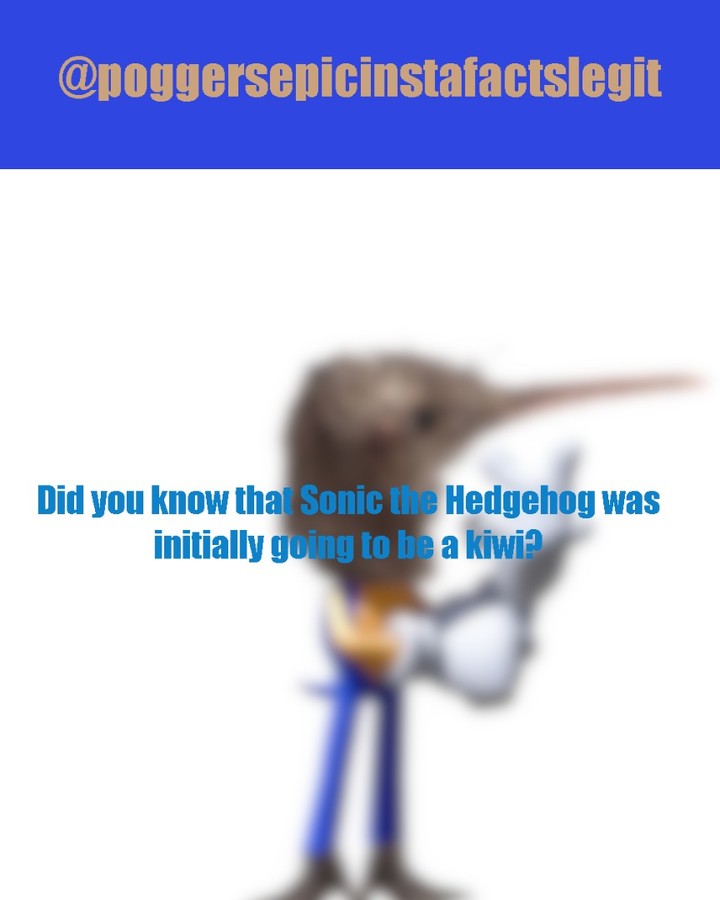 @poggersepicinstafactslegit
Did you know that Sonic the Hedgehog was
initially going to be a kiwi?